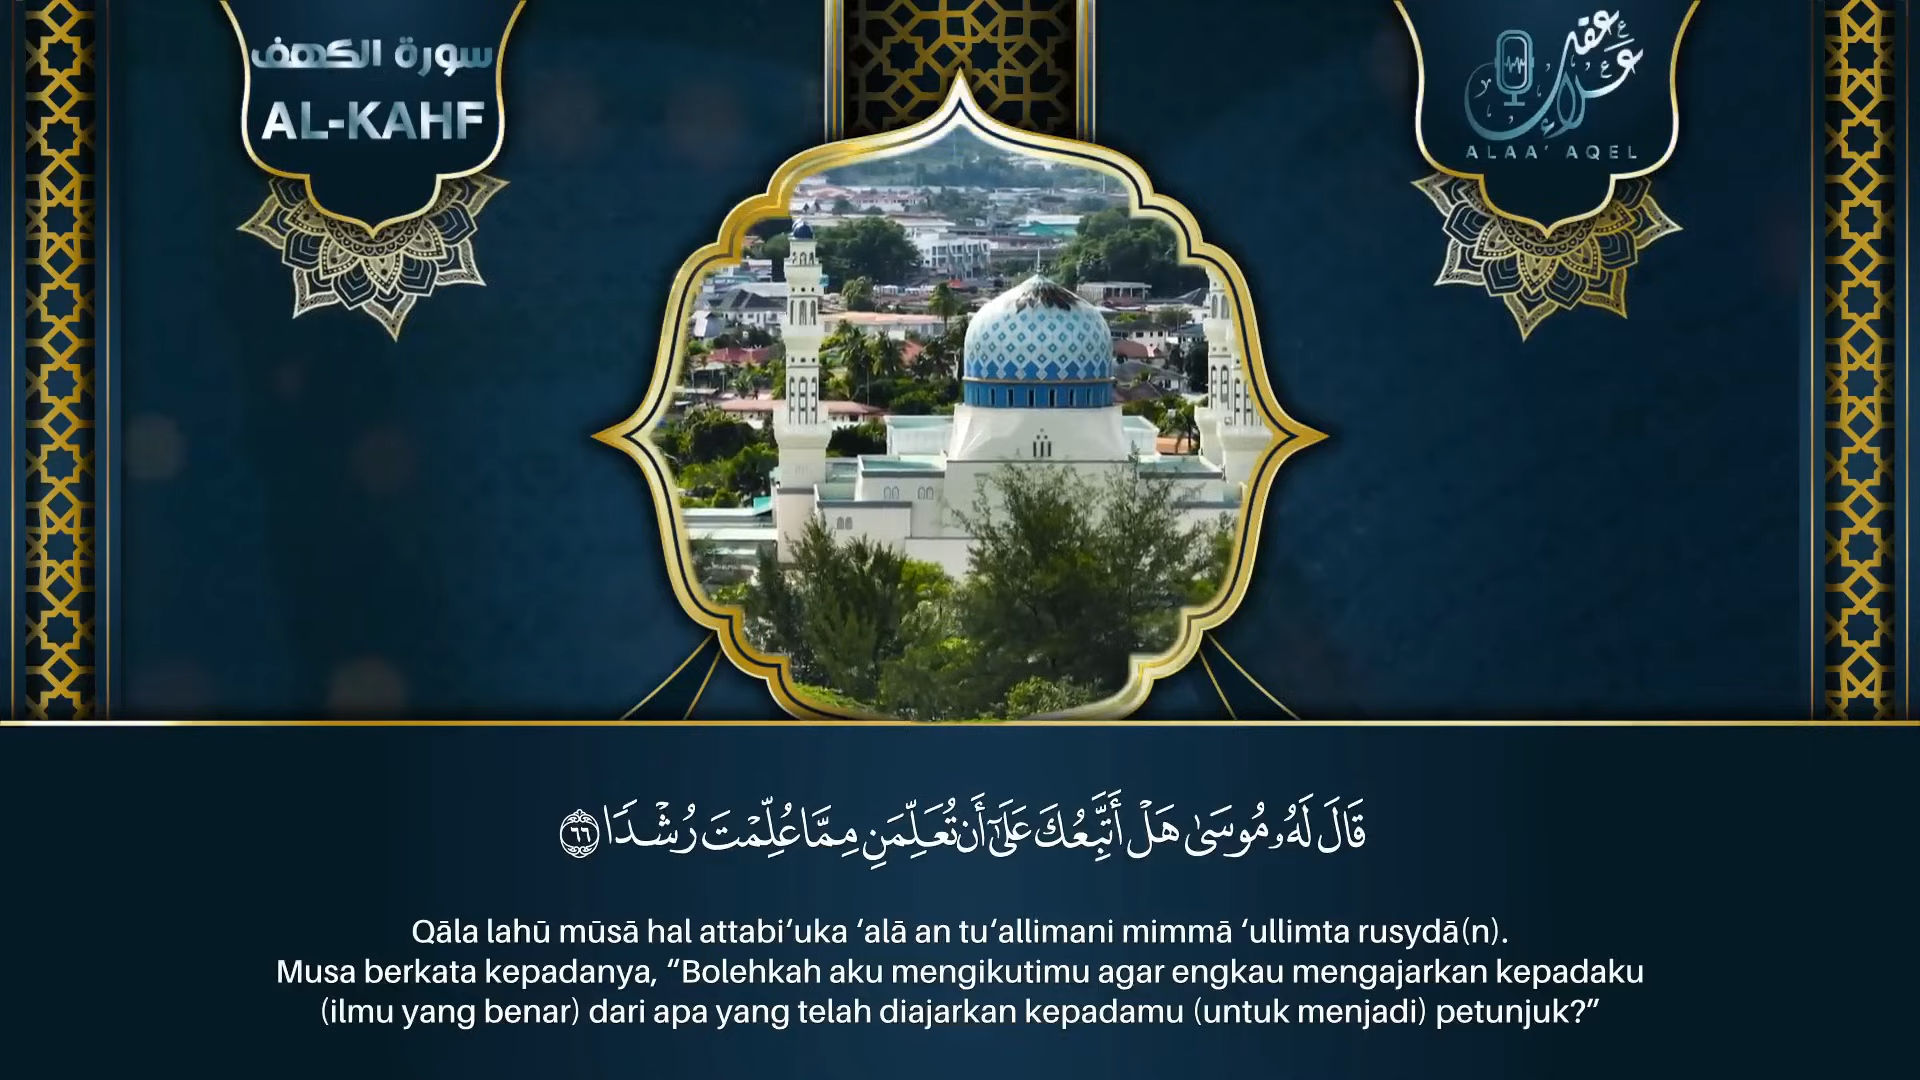 سورة الكهف
AL-KAHF
علاء عقل
ALAA' AQEL
قَالَ لَهُۥ مُوسَىٰ هَلۡ أَتَّبِعُكَ عَلَىٰٓ أَن تُعَلِّمَنِ مِمَّا عُلِّمۡتَ رُشۡدٗا ٦٦
Qāla lahū mūsā hal attabi‘uka ‘alā an tu‘allimani mimmā ‘ullimta rusydā(n).
Musa berkata kepadanya, “Bolehkah aku mengikutimu agar engkau mengajarkan kepadaku
(ilmu yang benar) dari apa yang telah diajarkan kepadamu (untuk menjadi) petunjuk?”